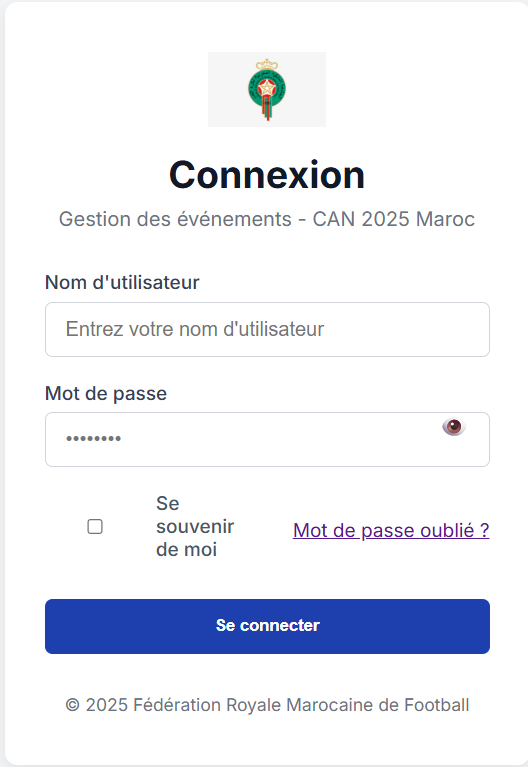 Connexion
Gestion des événements - CAN 2025 Maroc
Nom d'utilisateur
Entrez votre nom d'utilisateur
Mot de passe
••••••••
Se
souvenir
de moi
Mot de passe oublié ?
Se connecter
© 2025 Fédération Royale Marocaine de Football